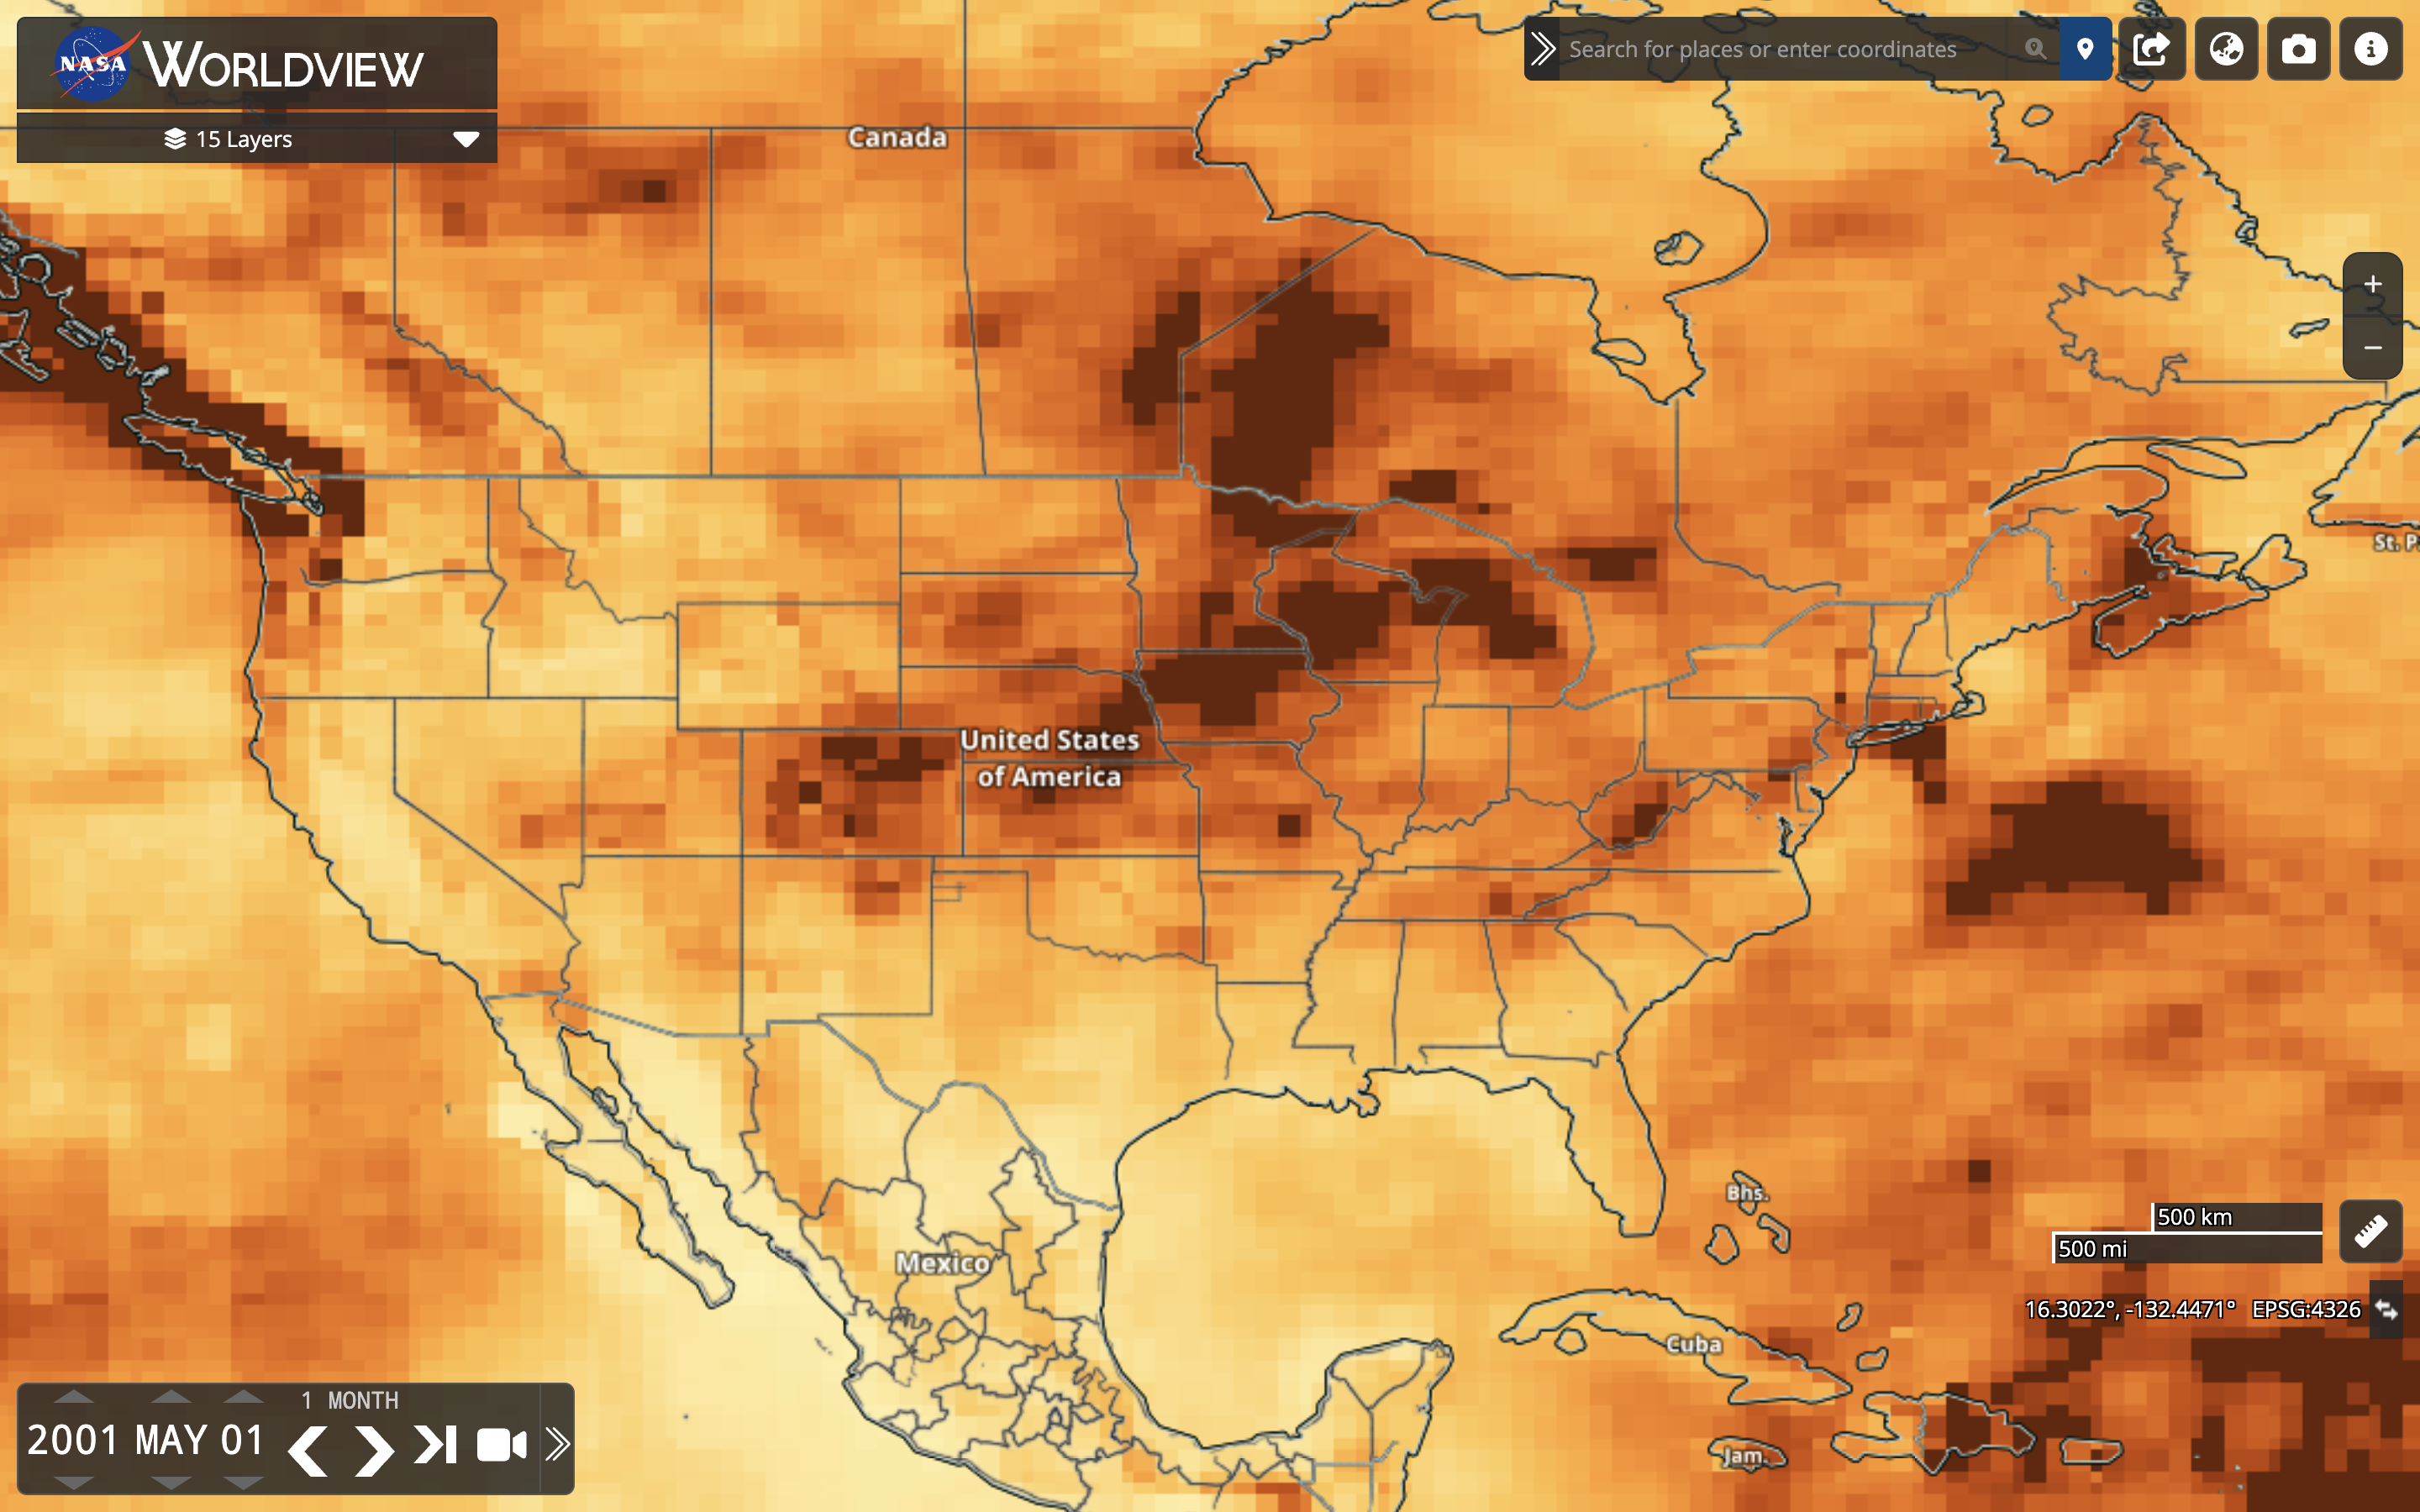 NASA WORLDVIEW
15 Layers
Search for places or enter coordinates
Canada
+
−
St. P
United States
of America
Bhs.
500 km
500 mi
Mexico
16.3022°, -132.4471° EPSG:4326
Cuba
Jam.
1 MONTH
2001 MAY 01